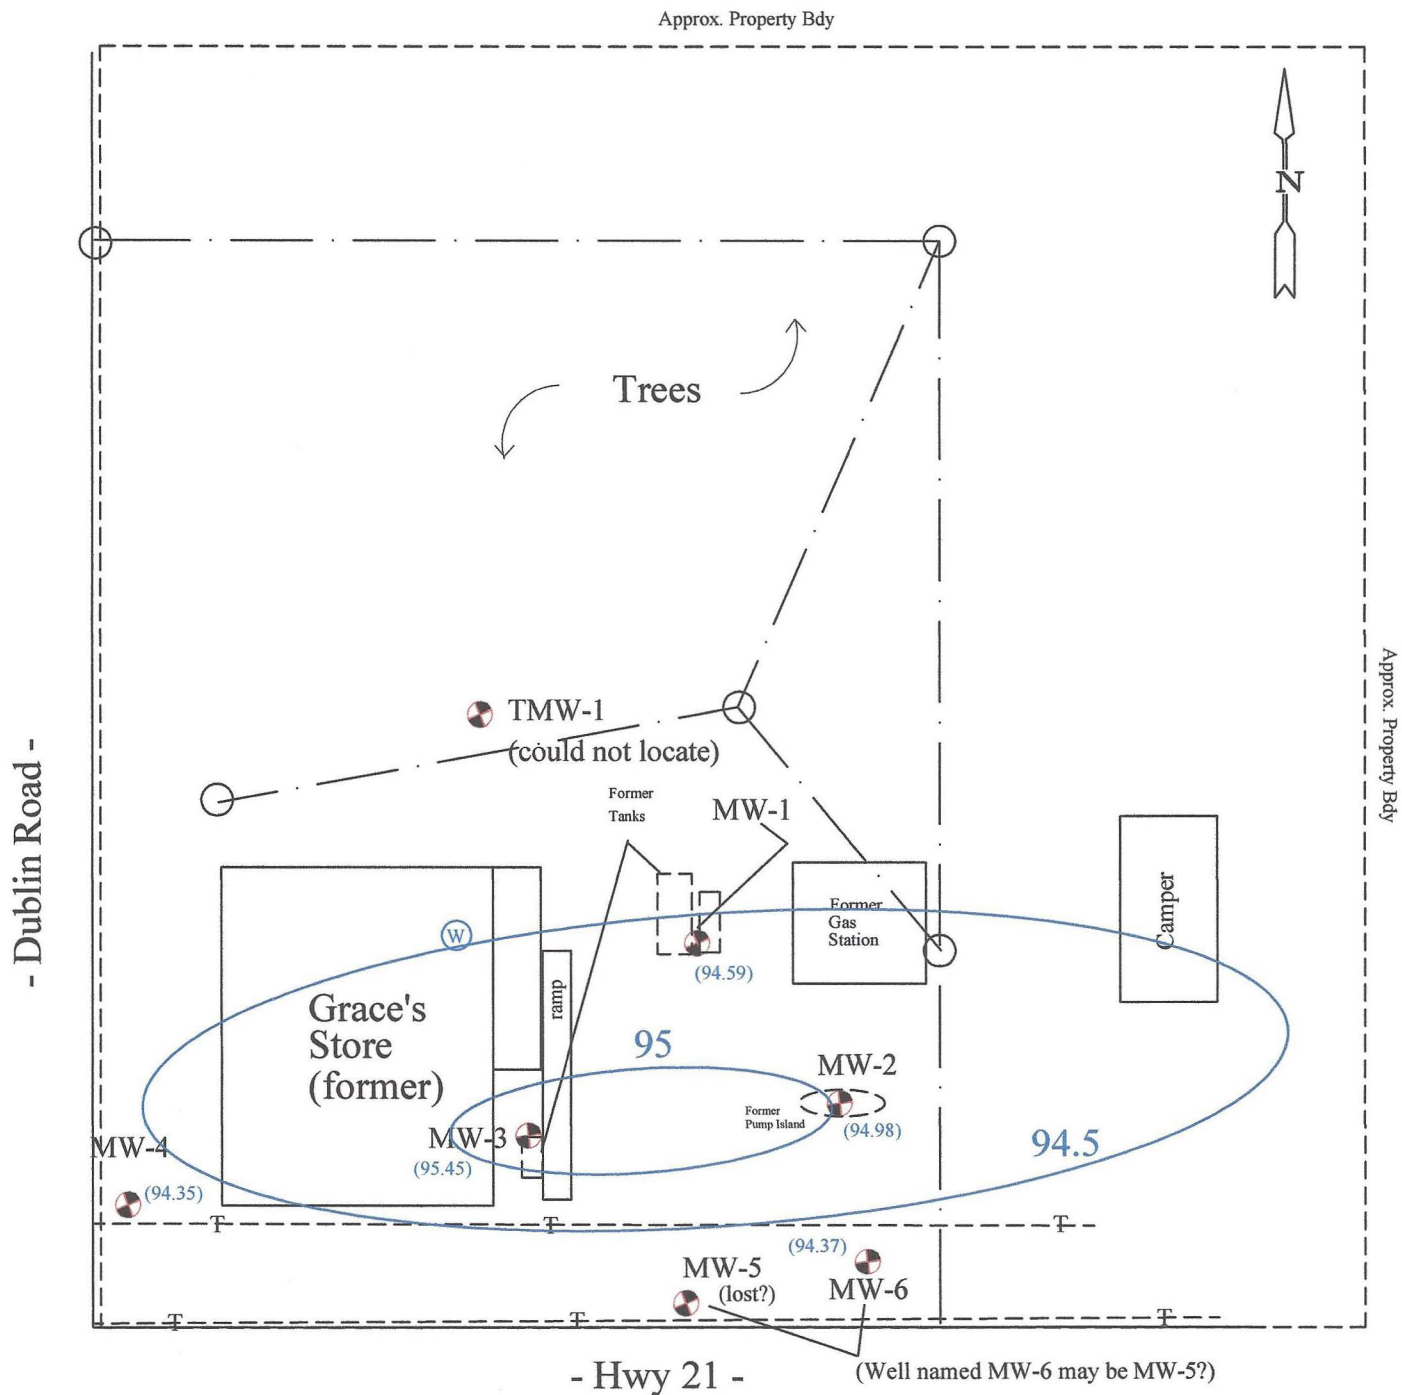 Approx. Property Bdy
N
Trees
Approx. Property Bdy
TMW-1
(could not locate)
- Dublin Road -
Former
Tanks
MW-1
Former
Gas
Station
Camper
W
(94.59)
ramp
Grace's
Store
(former)
95
MW-2
Former
Pump Island
(94.98)
MW-3
(95.45)
94.5
MW-4
(94.35)
T
T
T
(94.37)
MW-5
(lost?)
MW-6
T
T
T
- Hwy 21 -
(Well named MW-6 may be MW-5?)